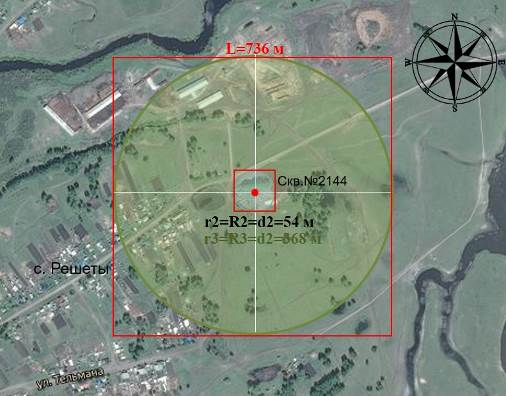 L=736 м
N
W
E
S
Скв.№2144
r2=R2=d2=54 м
r3=R3=d2=368 м
с. Решеты
ул. Тельмана